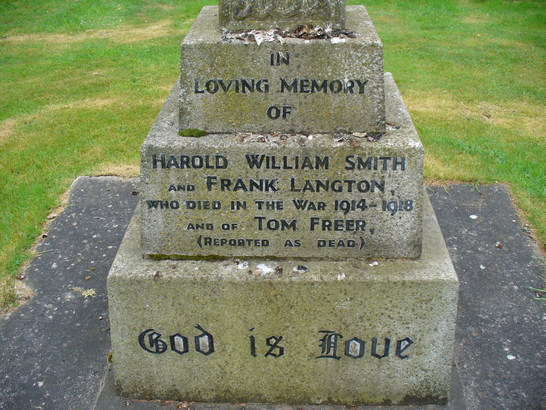 IN
LOVING MEMORY
OF
HAROLD WILLIAM SMITH
AND FRANK LANGTON,
WHO DIED IN THE WAR 1914-1918
AND OF TOM FREER,
(REPORTED AS DEAD)
God is Love